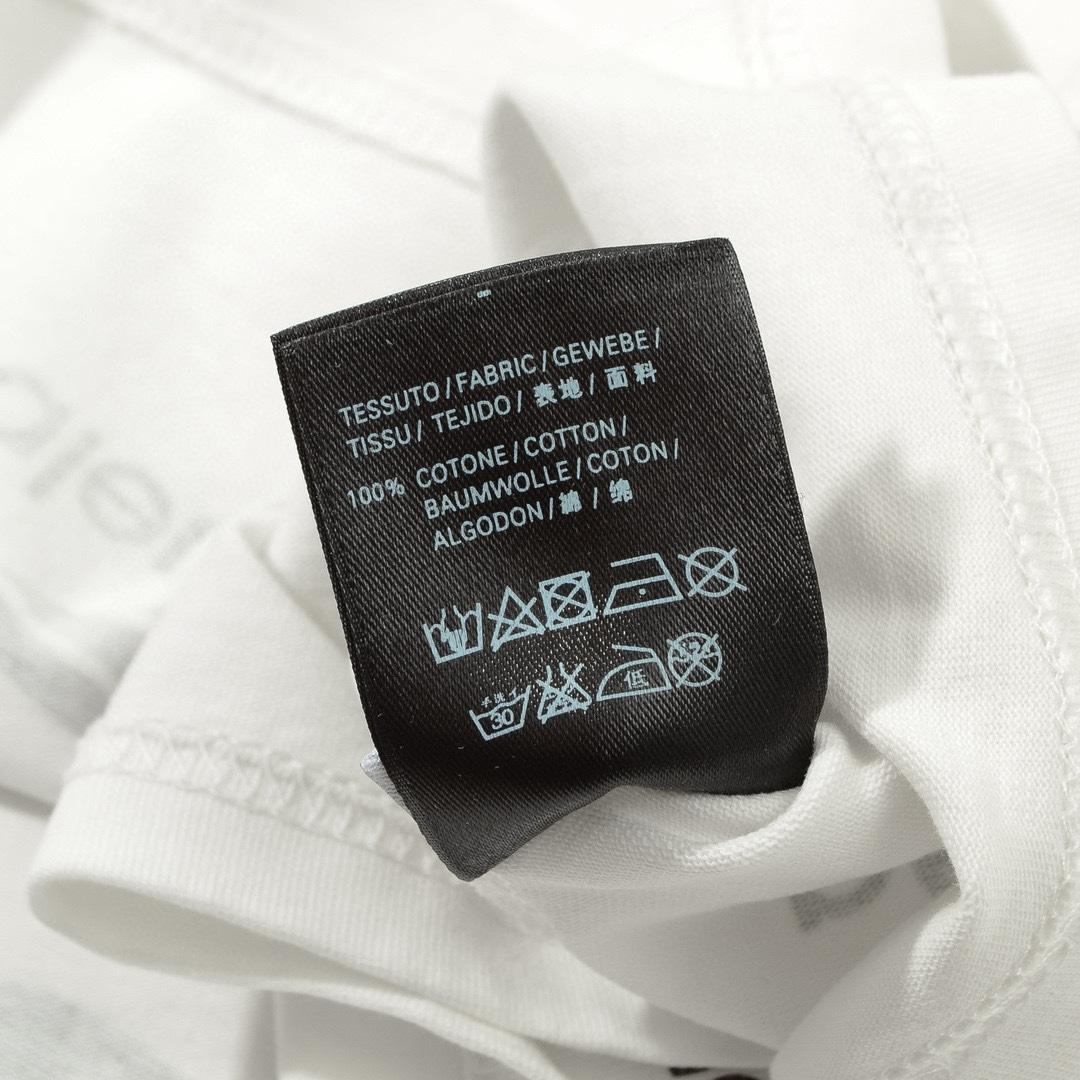 TESSUTO / FABRIC / GEWEBE /
TISSU / TEJIDO / 表地 / 面料
100% COTONE / COTTON /
BAUMWOLLE / COTON /
ALGODON / 綿 / 绵
手洗イ
30
低